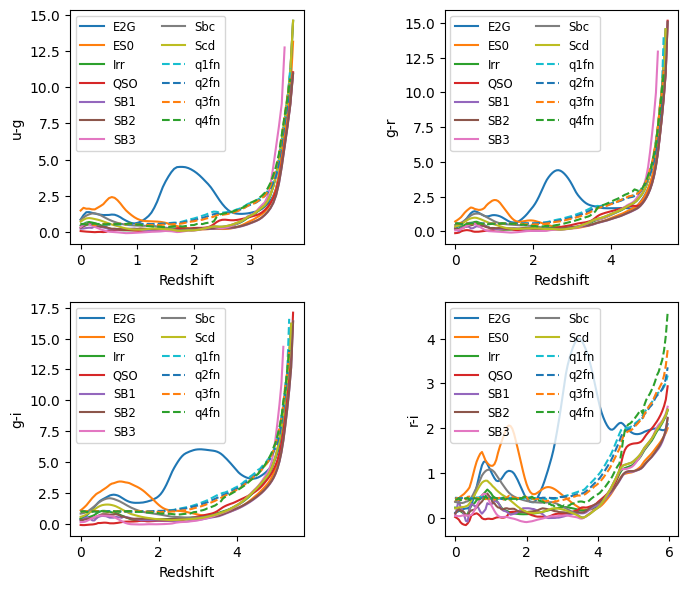 15.0
12.5
10.0
7.5
5.0
2.5
0.0
u-g
E2G
ES0
Irr
QSO
SB1
SB2
SB3
Sbc
Scd
q1fn
q2fn
q3fn
q4fn
0 1 2 3
Redshift
15.0
12.5
10.0
7.5
5.0
2.5
0.0
g-r
E2G
ES0
Irr
QSO
SB1
SB2
SB3
Sbc
Scd
q1fn
q2fn
q3fn
q4fn
0 2 4
Redshift
17.5
15.0
12.5
10.0
7.5
5.0
2.5
0.0
g-i
E2G
ES0
Irr
QSO
SB1
SB2
SB3
Sbc
Scd
q1fn
q2fn
q3fn
q4fn
0 2 4
Redshift
4
3
2
1
0
r-i
E2G
ES0
Irr
QSO
SB1
SB2
SB3
Sbc
Scd
q1fn
q2fn
q3fn
q4fn
0 2 4 6
Redshift